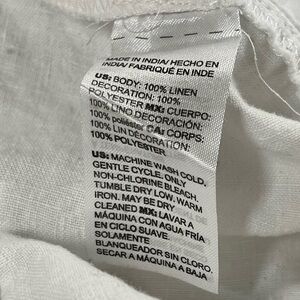 MADE IN INDIA/ HECHO EN
INDIA/ FABRIQUÉ EN INDE
US: BODY: 100% LINEN
DECORATION: 100%
POLYESTER MX: CUERPO:
100% LINO DECORACIÓN:
100% poliéster CA: CORPS:
100% LIN DÉCORATION:
100% POLYESTER
US: MACHINE WASH COLD,
GENTLE CYCLE. ONLY
NON-CHLORINE BLEACH.
TUMBLE DRY LOW. WARM
IRON. MAY BE DRY
CLEANED MX: LAVAR A
MÁQUINA CON AGUA FRÍA
EN CICLO SUAVE.
SOLAMENTE
BLANQUEADOR SIN CLORO.
SECAR A MÁQUINA A BAJA